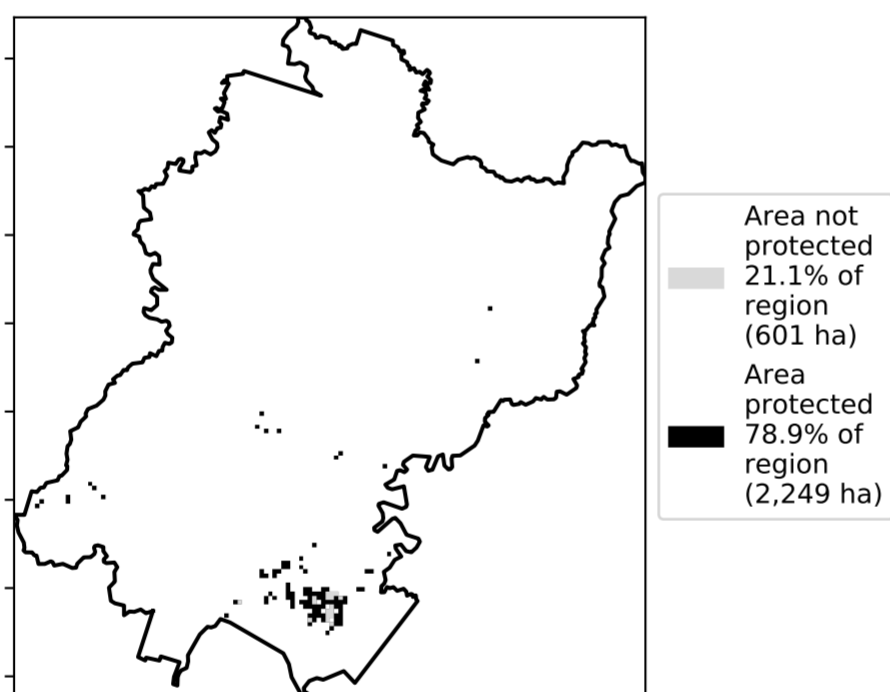 Area not
protected
21.1% of
region
(601 ha)
Area
protected
78.9% of
region
(2,249 ha)